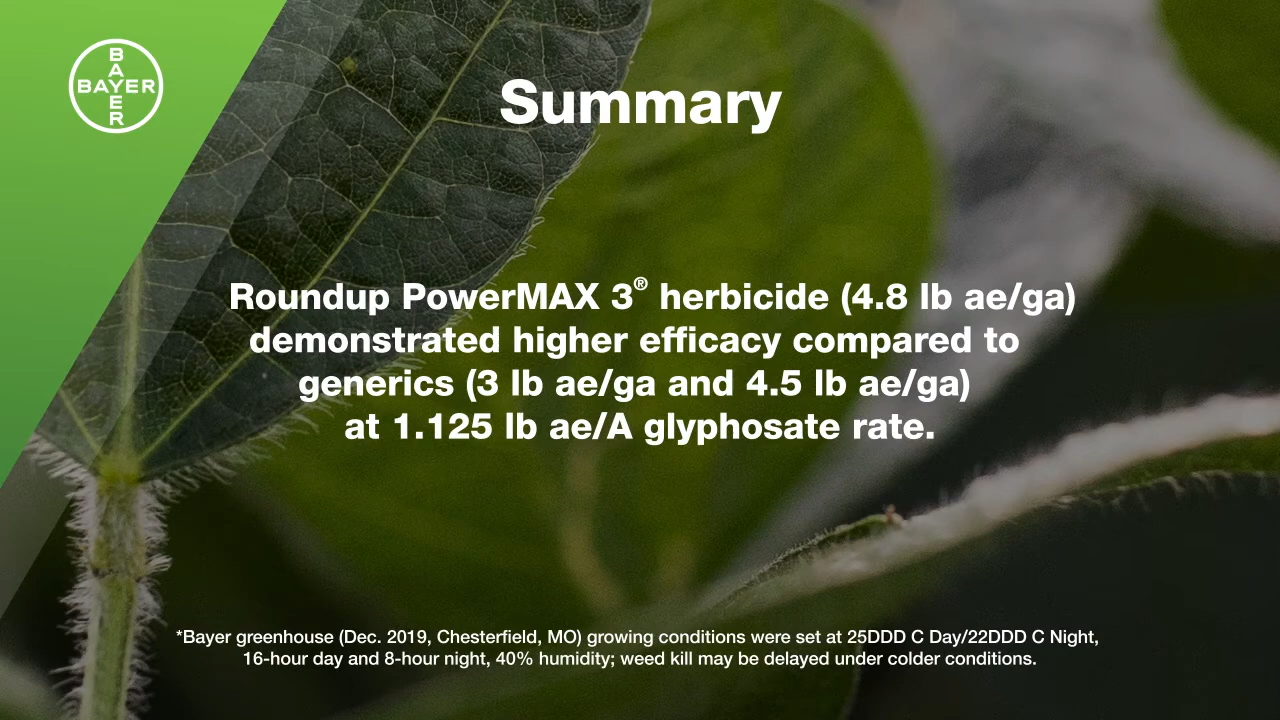 BAYER
BAYER
Summary
Roundup PowerMAX 3® herbicide (4.8 lb ae/ga)
demonstrated higher efficacy compared to
generics (3 lb ae/ga and 4.5 lb ae/ga)
at 1.125 lb ae/A glyphosate rate.
*Bayer greenhouse (Dec. 2019, Chesterfield, MO) growing conditions were set at 25DDD C Day/22DDD C Night,
16-hour day and 8-hour night, 40% humidity; weed kill may be delayed under colder conditions.